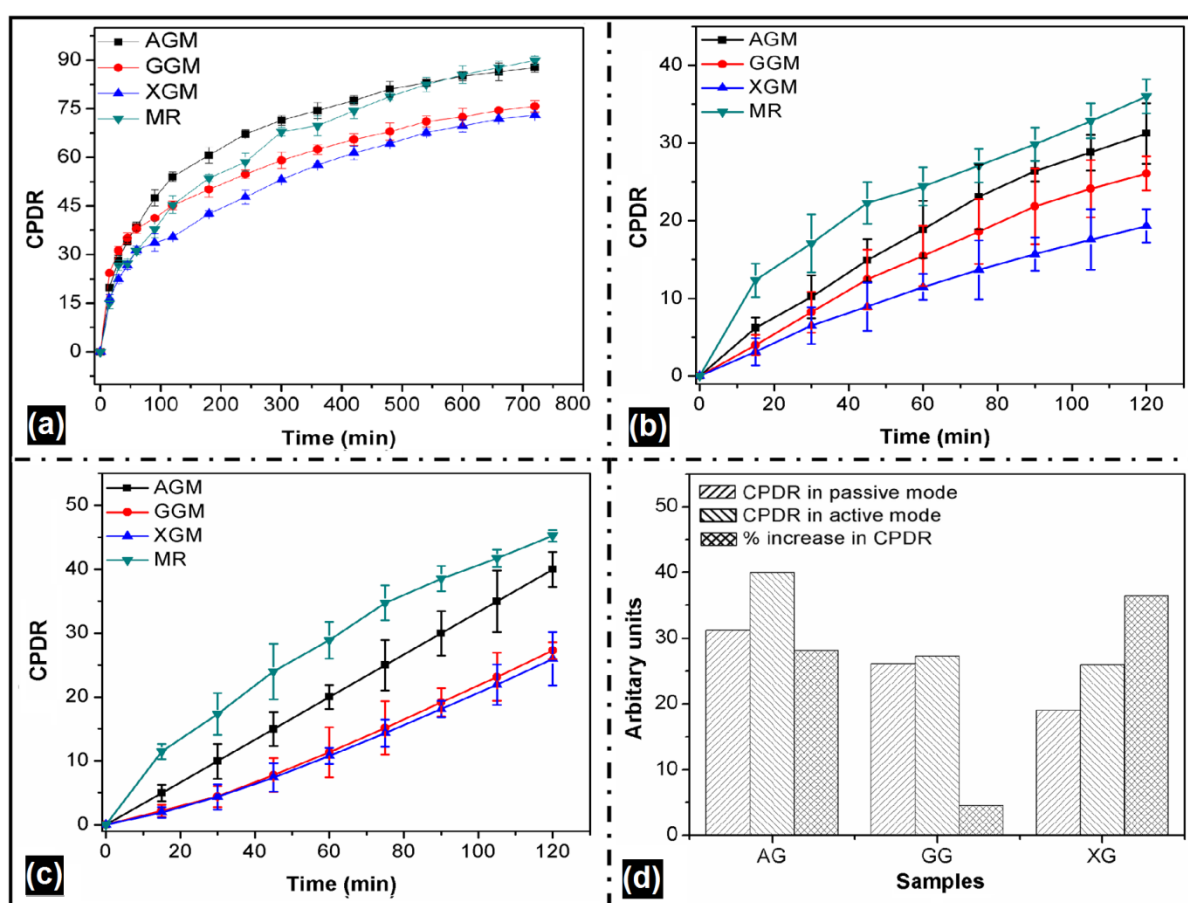 AGM
GGM
XGM
MR
90
75
60
45
30
15
0
CPDR
0 100 200 300 400 500 600 700 800
Time (min)
(a)
AGM
GGM
XGM
MR
40
30
20
10
0
CPDR
0 20 40 60 80 100 120
Time (min)
(b)
AGM
GGM
XGM
MR
50
40
30
20
10
0
CPDR
0 20 40 60 80 100 120
Time (min)
(c)
CPDR in passive mode
CPDR in active mode
% increase in CPDR
50
40
30
20
10
0
Arbitary units
AG GG XG
Samples
(d)